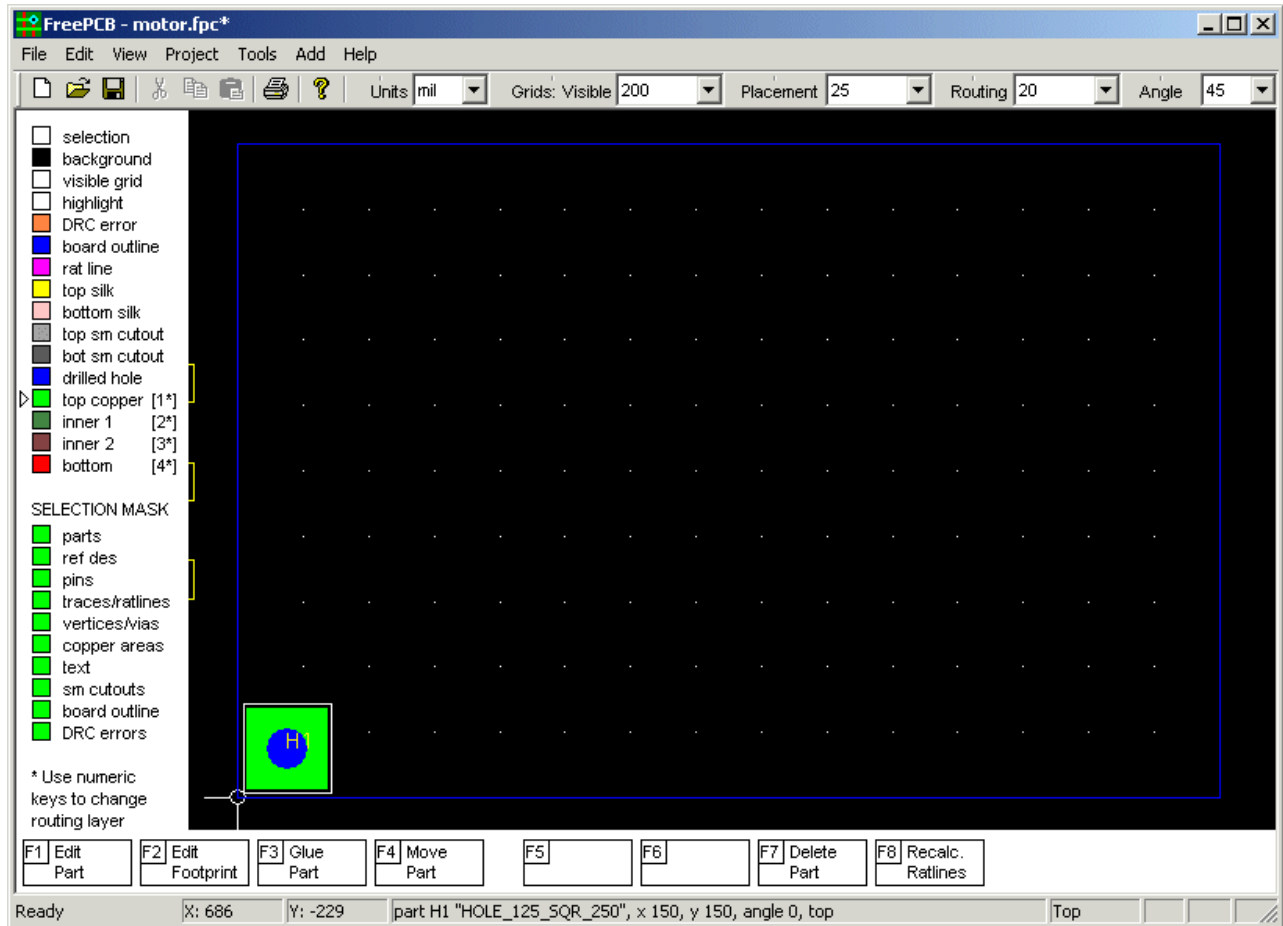 FreePCB - motor.fpc*
File Edit View Project Tools Add Help
Units mil Grids: Visible 200 Placement 25 Routing 20 Angle 45
selection
background
visible grid
highlight
DRC error
board outline
rat line
top silk
bottom silk
top sm cutout
bot sm cutout
drilled hole
top copper [1*]
inner 1 [2*]
inner 2 [3*]
bottom [4*]
SELECTION MASK
parts
ref des
pins
traces/ratlines
vertices/vias
copper areas
text
sm cutouts
board outline
DRC errors
* Use numeric
keys to change
routing layer
H1
F1 Edit Part
F2 Edit Footprint
F3 Glue Part
F4 Move Part
F5
F6
F7 Delete Part
F8 Recalc. Ratlines
Ready X: 686 Y: -229 part H1 "HOLE_125_SQR_250", x 150, y 150, angle 0, top Top